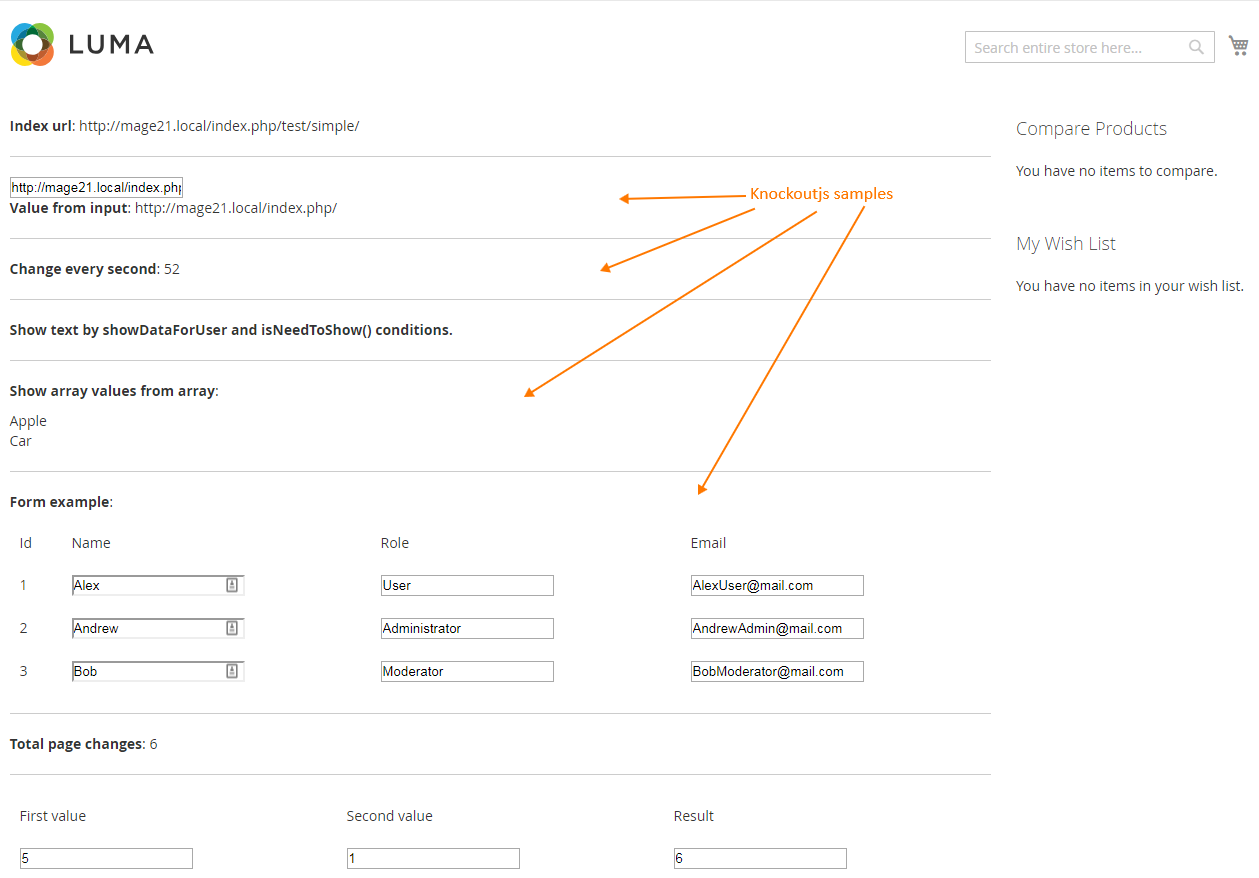 LUMA
Search entire store here...
Index url: http://mage21.local/index.php/test/simple/
http://mage21.local/index.php
Value from input: http://mage21.local/index.php/
Knockoutjs samples
Change every second: 52
Show text by showDataForUser and isNeedToShow() conditions.
Show array values from array:
Apple
Car
Form example:
Id Name Role Email
1 Alex User AlexUser@mail.com
2 Andrew Administrator AndrewAdmin@mail.com
3 Bob Moderator BobModerator@mail.com
Total page changes: 6
First value Second value Result
5 1 6
Compare Products
You have no items to compare.
My Wish List
You have no items in your wish list.